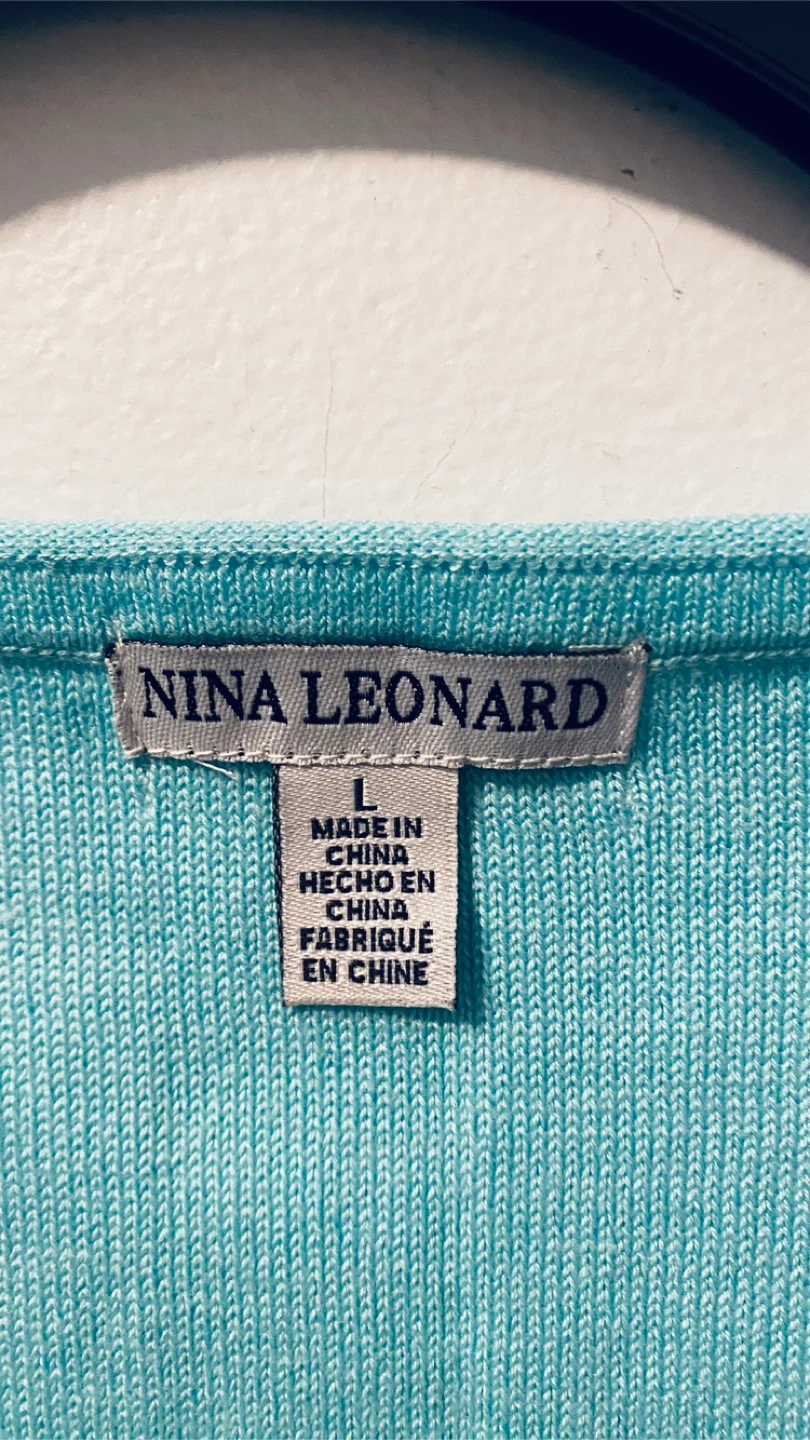 NINA LEONARD
L
MADE IN
CHINA
HECHO EN
CHINA
FABRIQUÉ
EN CHINE